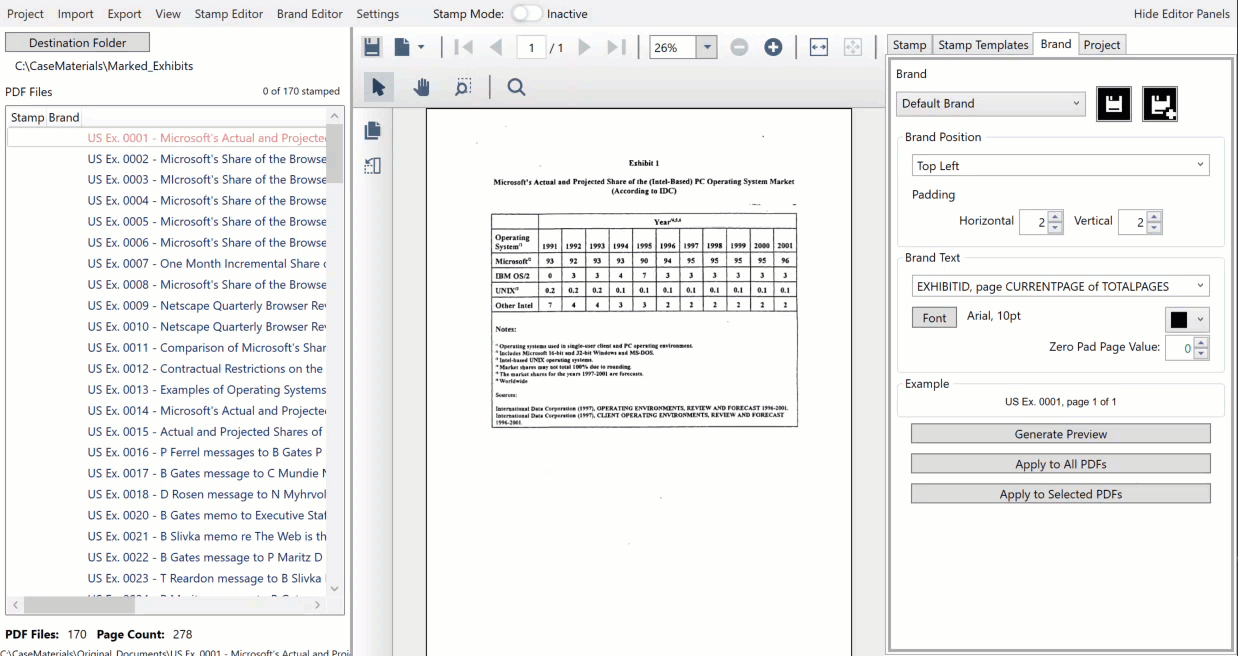 Project Import Export View Stamp Editor Brand Editor Settings Stamp Mode: Inactive Hide Editor Panels
Destination Folder
C:\CaseMaterials\Marked_Exhibits
PDF Files 0 of 170 stamped
Stamp Brand
US Ex. 0001 - Microsoft's Actual and Projecte
US Ex. 0002 - Microsoft's Share of the Browse
US Ex. 0003 - MIcrosoft's Share of the Browse
US Ex. 0004 - Microsoft's Share of the Browse
US Ex. 0005 - Microsoft's Share of the Browse
US Ex. 0006 - Microsoft's Share of the Browse
US Ex. 0007 - One Month Incremental Share
US Ex. 0008 - Microsoft's Share of the Browse
US Ex. 0009 - Netscape Quarterly Browser Re
US Ex. 0010 - Netscape Quarterly Browser Re
US Ex. 0011 - Comparison of Microsoft's Shar
US Ex. 0012 - Contractual Restrictions on the
US Ex. 0013 - Examples of Operating Systems
US Ex. 0014 - Microsoft's Actual and Projecte
US Ex. 0015 - Actual and Projected Shares of
US Ex. 0016 - P Ferrel messages to B Gates P
US Ex. 0017 - B Gates message to C Mundie
US Ex. 0018 - D Rosen message to N Myhrvol
US Ex. 0020 - B Gates memo to Executive Staf
US Ex. 0021 - B Slivka memo re The Web is th
US Ex. 0022 - B Gates message to P Maritz D
US Ex. 0023 - T Reardon message to B Slivka
PDF Files: 170 Page Count: 278
C:\CaseMaterials\Original_Documents\US Ex. 0001 - Microsoft's Actual and Proje
1 / 1 26%
Exhibit 1
Microsoft's Actual and Projected Share of the (Intel-Based) PC Operating System Market
(According to IDC)
Year/4,5,6
Operating
System/1 1991 1992 1993 1994 1995 1996 1997 1998 1999 2000 2001
Microsoft/2 93 92 93 93 90 94 95 95 95 95 96
IBM OS/2 0 3 3 4 7 3 3 3 3 3 3
UNIX/3 0.2 0.2 0.2 0.1 0.1 0.1 0.1 0.1 0.1 0.1 0.1
Other Intel 7 4 4 3 3 2 2 2 2 2 2
Notes:
/1 Operating systems used in single-user client and PC operating environment.
/2 Includes Microsoft 16-bit and 32-bit Windows and MS-DOS.
/3 Intel-based UNIX operating systems.
/4 Market shares may not total 100% due to rounding.
/5 The market shares for the years 1997-2001 are forecasts.
/6 Worldwide
Sources:
International Data Corporation (1997), OPERATING ENVIRONMENTS, REVIEW AND FORECAST 1996-2001.
International Data Corporation (1997), CLIENT OPERATING ENVIRONMENTS, REVIEW AND FORECAST
1996-2001.
Stamp Stamp Templates Brand Project
Brand
Default Brand
Brand Position
Top Left
Padding
Horizontal 2 Vertical 2
Brand Text
EXHIBITID, page CURRENTPAGE of TOTALPAGES
Font Arial, 10pt
Zero Pad Page Value: 0
Example
US Ex. 0001, page 1 of 1
Generate Preview
Apply to All PDFs
Apply to Selected PDFs